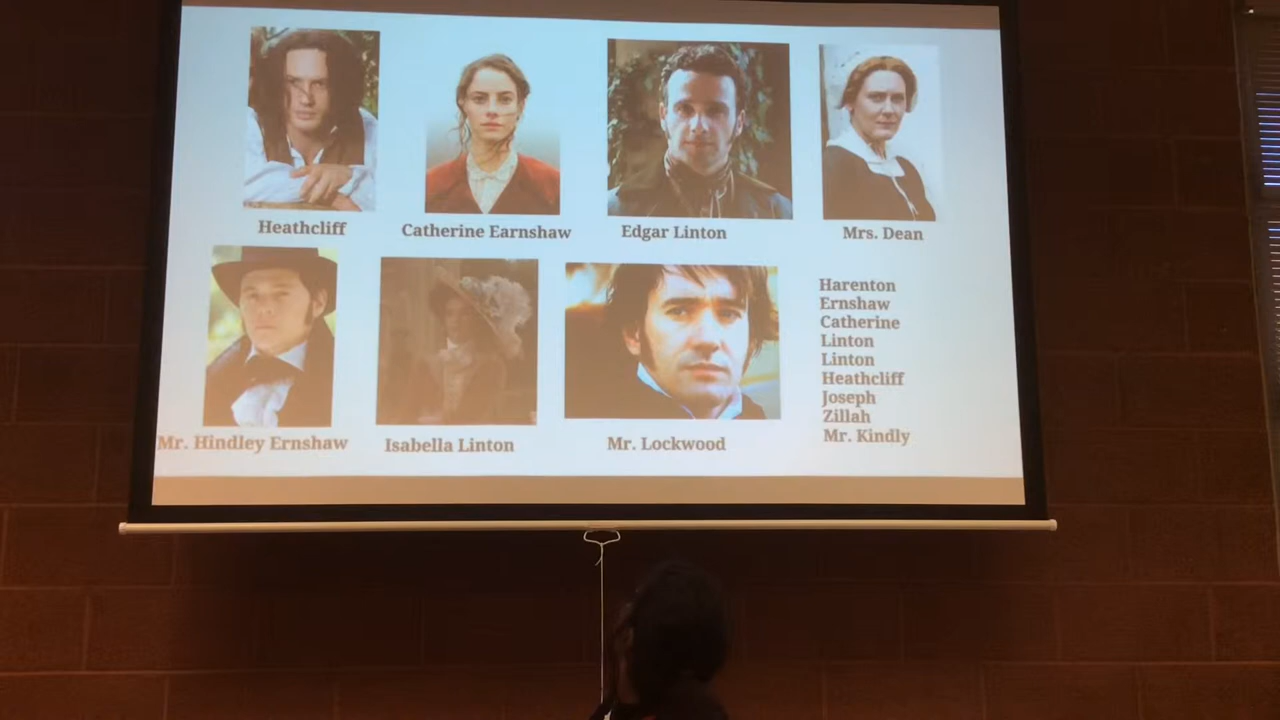 Heathcliff
Catherine Earnshaw
Edgar Linton
Mrs. Dean
Mr. Hindley Ernshaw
Isabella Linton
Mr. Lockwood
Harenton
Ernshaw
Catherine
Linton
Linton
Heathcliff
Joseph
Zillah
Mr. Kindly